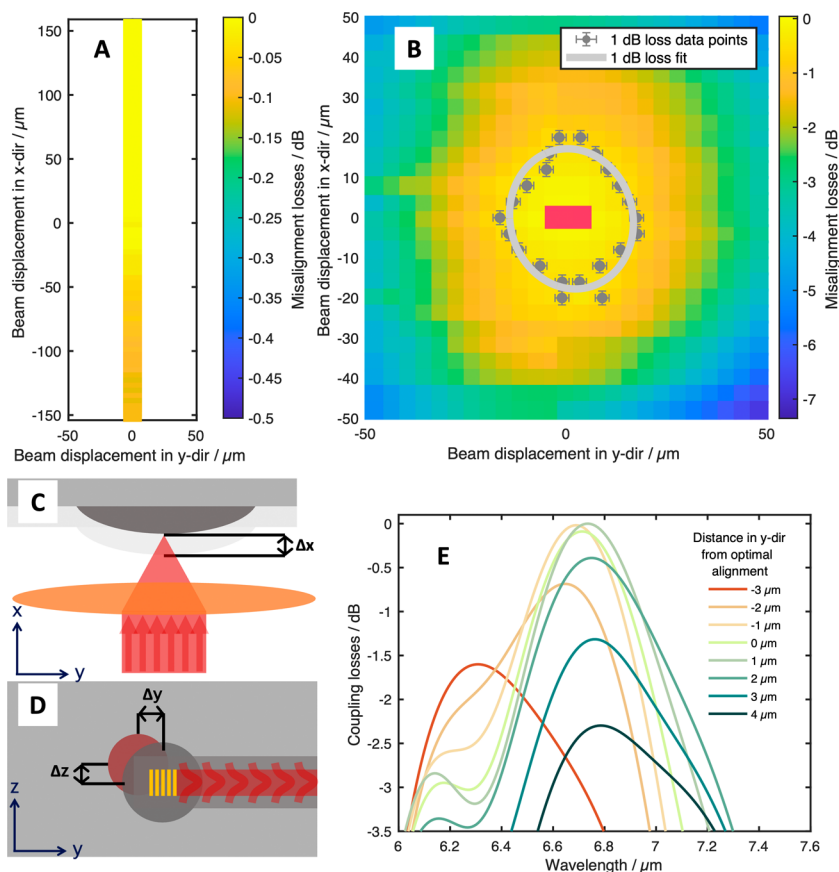 A
150
100
50
0
-50
-100
-150
-50
0
50
Beam displacement in x-dir / µm
Beam displacement in y-dir / µm
0
-0.05
-0.1
-0.15
-0.2
-0.25
-0.3
-0.35
-0.4
-0.45
-0.5
Misalignment losses / dB
B
1 dB loss data points
1 dB loss fit
50
40
30
20
10
0
-10
-20
-30
-40
-50
-50
0
50
Beam displacement in x-dir / µm
Beam displacement in y-dir / µm
0
-1
-2
-3
-4
-5
-6
-7
Misalignment losses / dB
C
Δx
x
y
D
Δy
Δz
z
y
E
0
-0.5
-1
-1.5
-2
-2.5
-3
-3.5
6
6.2
6.4
6.6
6.8
7
7.2
7.4
7.6
Coupling losses / dB
Wavelength / µm
Distance in y-dir
from optimal
alignment
-3 µm
-2 µm
-1 µm
0 µm
1 µm
2 µm
3 µm
4 µm